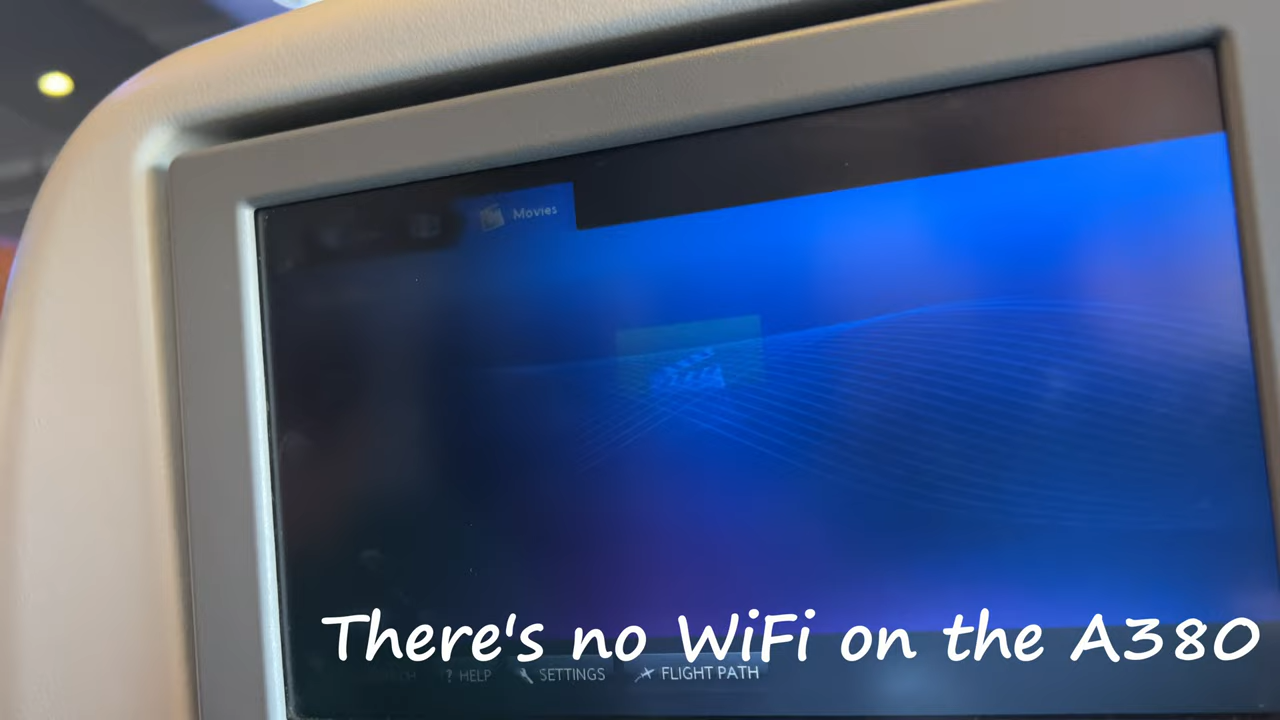 Movies
There's no WiFi on the A380
? HELP SETTINGS FLIGHT PATH